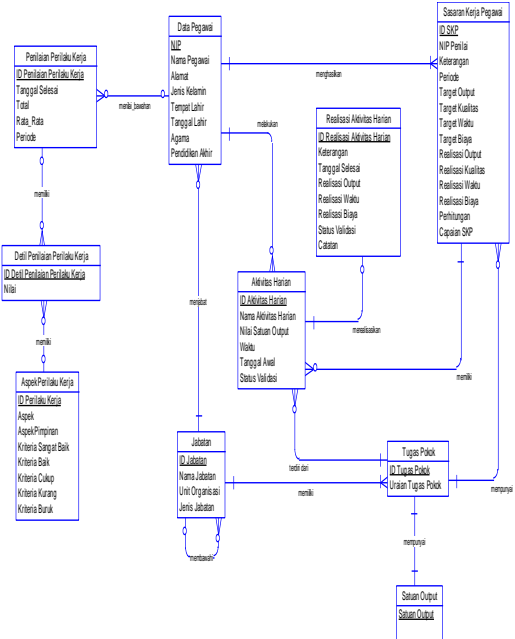 Sasaran Kerja Pegawai
ID SKP
NIP Penilai
Keterangan
Periode
Target Output
Target Kualitas
Target Waktu
Target Biaya
Realisasi Output
Realisasi Kualitas
Realisasi Waktu
Realisasi Biaya
Perhitungan
Capaian SKP
Data Pegawai
NIP
Nama Pegawai
Alamat
Jenis Kelamin
Tempat Lahir
Tanggal Lahir
Agama
Pendidikan Akhir
Penilaian Perilaku Kerja
ID Penilaian Perilaku Kerja
Tanggal Selesai
Total
Rata_Rata
Periode
menilai_bawahan
menghasilkan
melakukan
Realisasi Aktivitas Harian
ID Realisasi Aktivitas Harian
Keterangan
Tanggal Selesai
Realisasi Output
Realisasi Waktu
Realisasi Biaya
Status Validasi
Catatan
memiliki
Detil Penilaian Perilaku Kerja
ID Detil Penilaian Perilaku Kerja
Nilai
menjabat
Aktivitas Harian
ID Aktivitas Harian
Nama Aktivitas Harian
Nilai Satuan Output
Waktu
Tanggal Awal
Status Validasi
merealisasikan
memiliki
memiliki
Aspek Perilaku Kerja
ID Perilaku Kerja
Aspek
Aspek Pimpinan
Kriteria Sangat Baik
Kriteria Baik
Kriteria Cukup
Kriteria Kurang
Kriteria Buruk
Jabatan
ID Jabatan
Nama Jabatan
Unit Organisasi
Jenis Jabatan
membawahi
terdiri dari
memiliki
Tugas Pokok
ID Tugas Pokok
Uraian Tugas Pokok
mempunyai
mempunyai
Satuan Output
Satuan Output